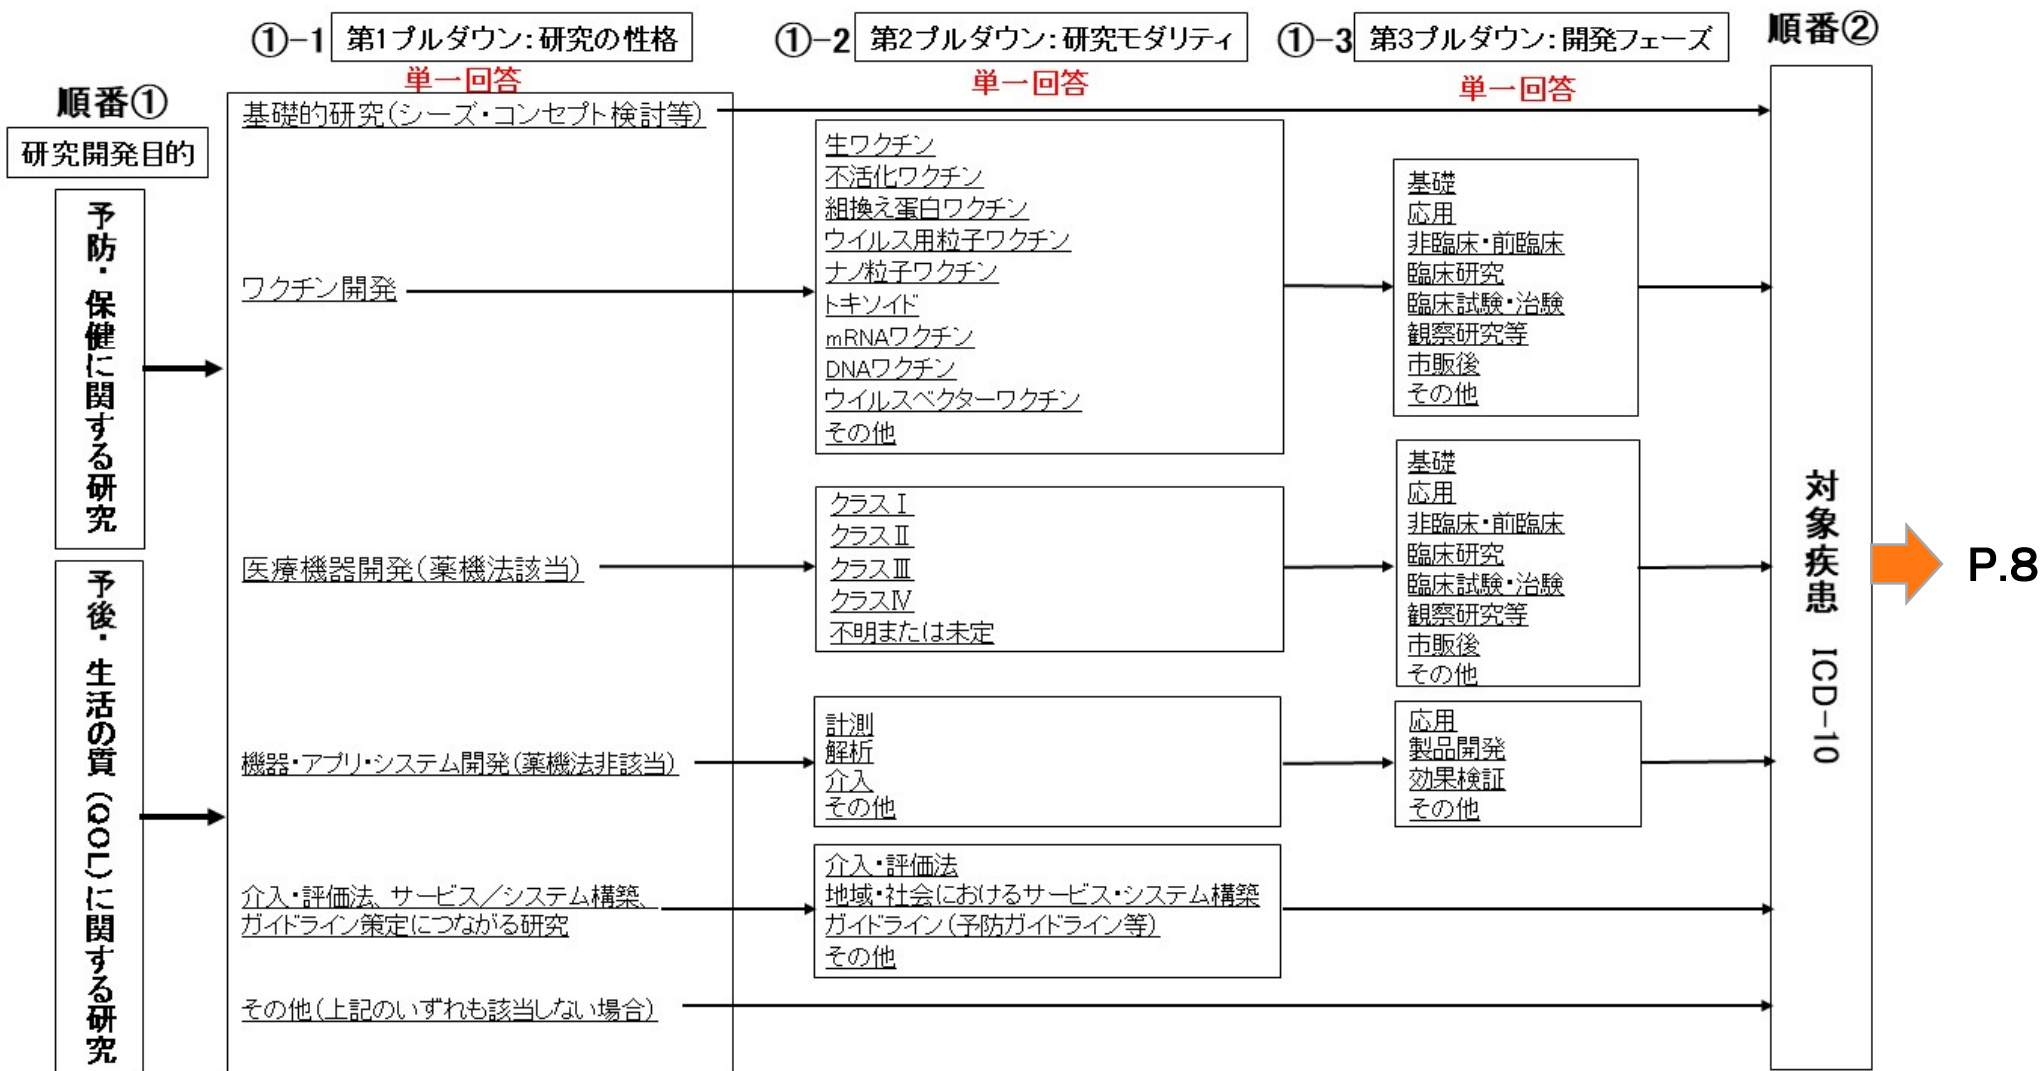 ①-1 第1プルダウン:研究の性格
①-2 第2プルダウン:研究モダリティ
①-3 第3プルダウン:開発フェーズ
順番②
単一回答
単一回答
単一回答
順番①
研究開発目的
予防・保健に関する研究
予後・生活の質(QOL)に関する研究
基礎的研究(シーズ・コンセプト検討等)
ワクチン開発
生ワクチン
不活化ワクチン
組換え蛋白ワクチン
ウイルス用粒子ワクチン
ナノ粒子ワクチン
トキソイド
mRNAワクチン
DNAワクチン
ウイルスベクターワクチン
その他
基礎
応用
非臨床・前臨床
臨床研究
臨床試験・治験
観察研究等
市販後
その他
医療機器開発(薬機法該当)
クラスⅠ
クラスⅡ
クラスⅢ
クラスⅣ
不明または未定
基礎
応用
非臨床・前臨床
臨床研究
臨床試験・治験
観察研究等
市販後
その他
機器・アプリ・システム開発(薬機法非該当)
計測
解析
介入
その他
応用
製品開発
効果検証
その他
介入・評価法、サービス/システム構築、
ガイドライン策定につながる研究
介入・評価法
地域・社会におけるサービス・システム構築
ガイドライン(予防ガイドライン等)
その他
その他(上記のいずれも該当しない場合)
対象疾患 ICD-10
P.8